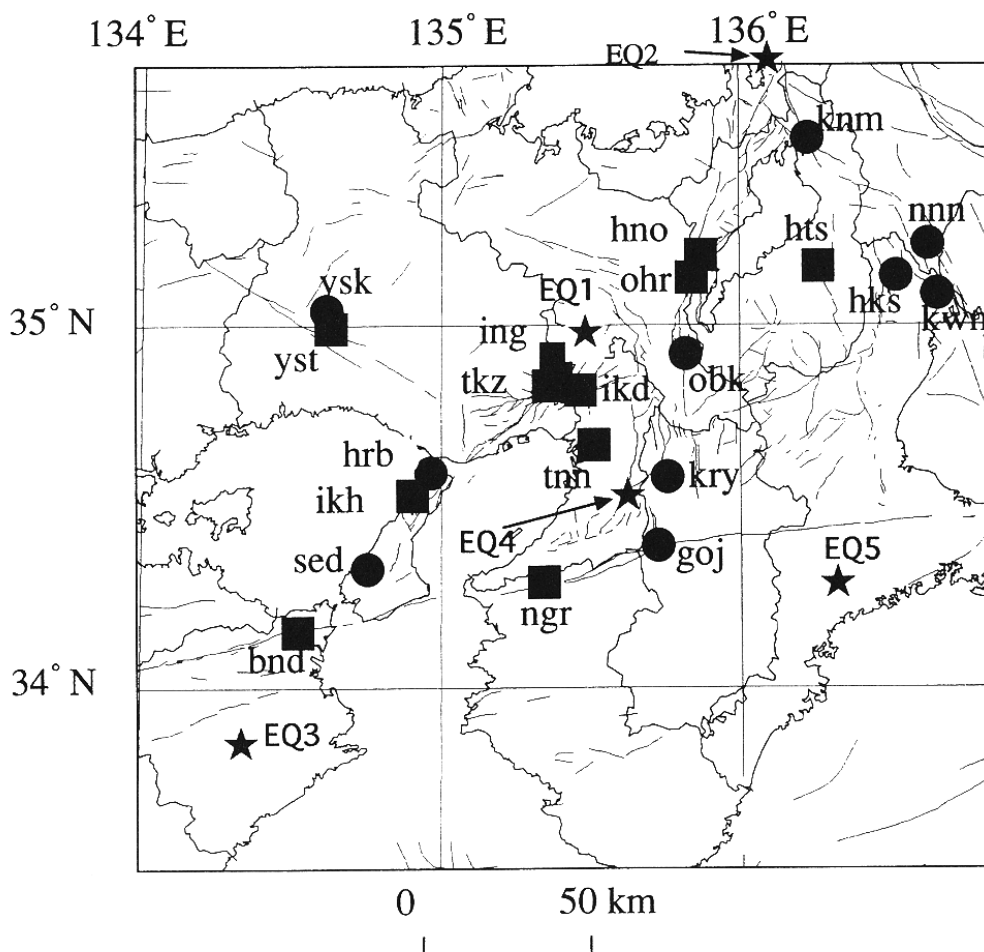 134° E 135° E 136° E
EQ2
knm
nnn
hno hts
ohr
ysk EQ1 hks
kwn
35° N
ing
yst obk
tkz ikd
hrb
tnn kry
ikh
EQ4 goj EQ5
sed
ngr
bnd
34° N
EQ3
0 50 km